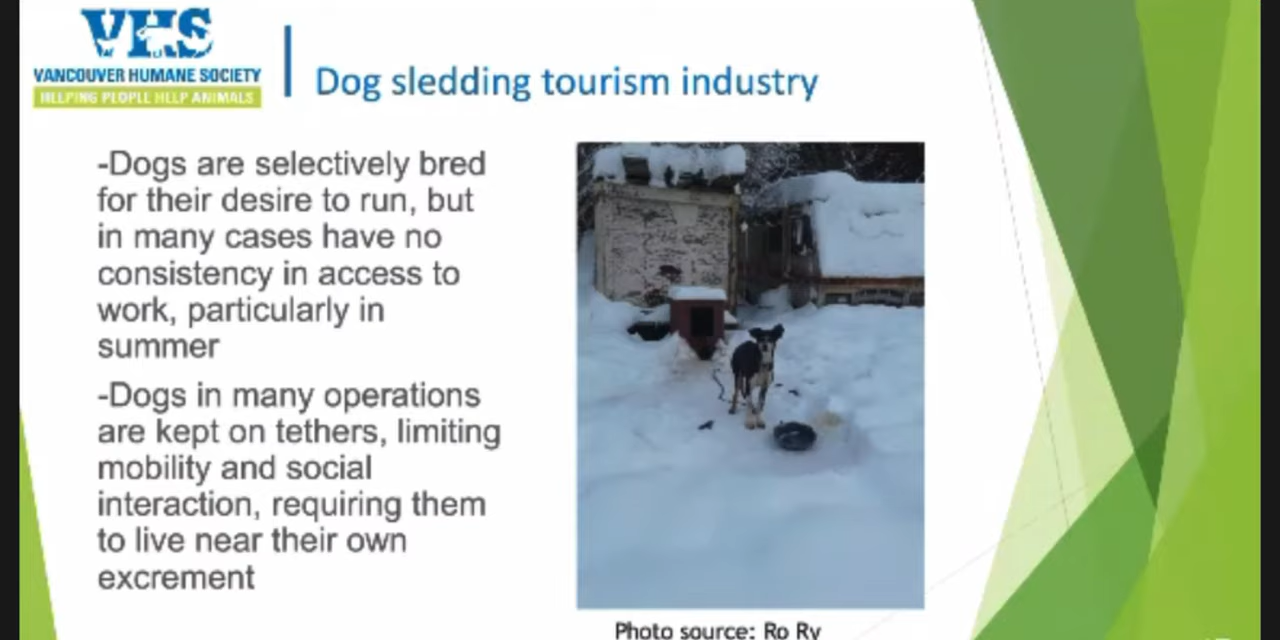 VHS
VANCOUVER HUMANE SOCIETY
HELPING PEOPLE HELP ANIMALS
Dog sledding tourism industry
-Dogs are selectively bred
for their desire to run, but
in many cases have no
consistency in access to
work, particularly in
summer
-Dogs in many operations
are kept on tethers, limiting
mobility and social
interaction, requiring them
to live near their own
excrement
Photo source: Ro Ry